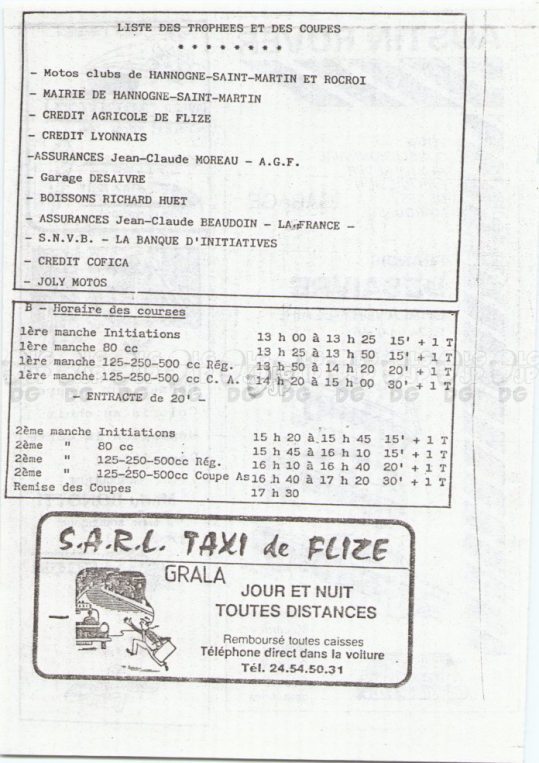 LISTE DES TROPHEES ET DES COUPES
* * * * * * * *
- Motos clubs de HANNOGNE-SAINT-MARTIN ET ROCROI
- MAIRIE DE HANNOGNE-SAINT-MARTIN
- CREDIT AGRICOLE DE FLIZE
- CREDIT LYONNAIS
-ASSURANCES Jean-Claude MOREAU - A.G.F.
- Garage DESAIVRE
- BOISSONS RICHARD HUET
- ASSURANCES Jean-Claude BEAUDOIN - LA FRANCE -
- S.N.V.B. - LA BANQUE D'INITIATIVES
- CREDIT COFICA
- JOLY MOTOS
B - Horaire des courses
1ère manche Initiations 13 h 00 à 13 h 25 15' + 1 T
1ère manche 80 cc 13 h 25 à 13 h 50 15' + 1 T
1ère manche 125-250-500 cc Rég. 13 h 50 à 14 h 20 20' + 1 T
1ère manche 125-250-500 cc C. A. 14 h 20 à 15 h 00 30' + 1 T
- ENTRACTE de 20' -
2ème manche Initiations 15 h 20 à 15 h 45 15' + 1 T
2ème " 80 cc 15 h 45 à 16 h 10 15' + 1 T
2ème " 125-250-500cc Rég. 16 h 10 à 16 h 40 20' + 1 T
2ème " 125-250-500cc Coupe As 16 h 40 à 17 h 20 30' + 1 T
Remise des Coupes 17 h 30
S.A.R.L. TAXI de FLIZE
GRALA
JOUR ET NUIT
TOUTES DISTANCES
Remboursé toutes caisses
Téléphone direct dans la voiture
Tél. 24.54.50.31